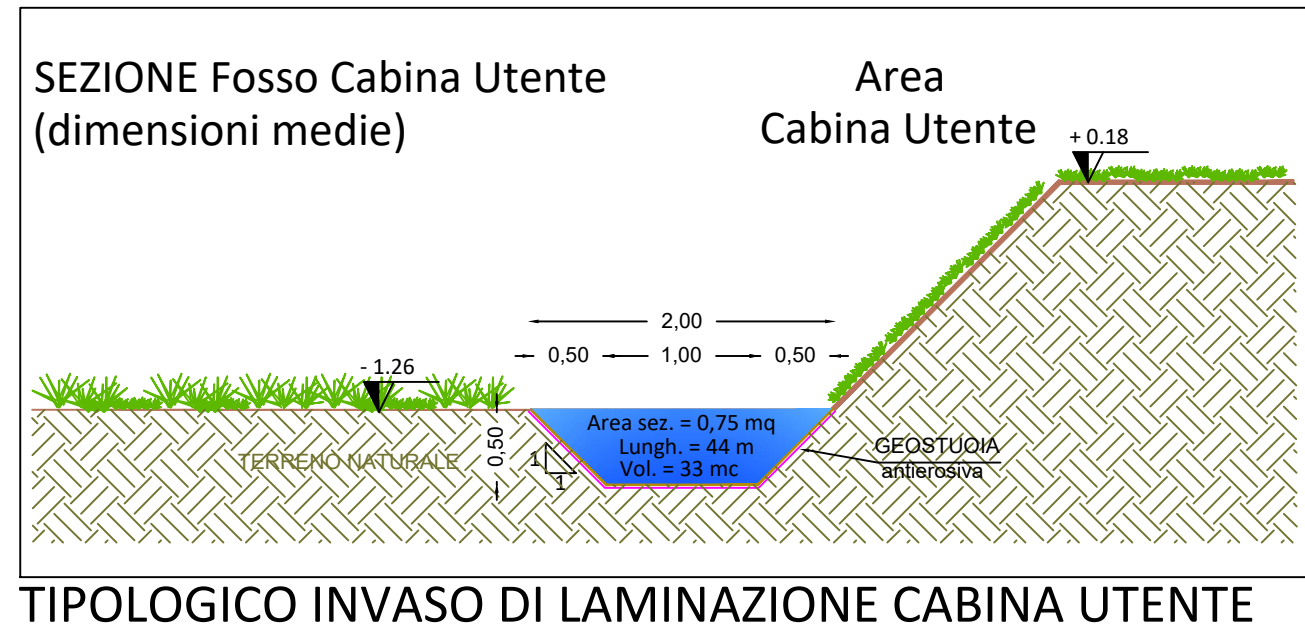 SEZIONE Fosso Cabina Utente
(dimensioni medie)
Area
Cabina Utente
+ 0.18
2,00
0,50 1,00 0,50
- 1.26
Area sez. = 0,75 mq
Lungh. = 44 m
Vol. = 33 mc
0,50
1
1
TERRENO NATURALE
GEOSTUOIA
antierosiva
TIPOLOGICO INVASO DI LAMINAZIONE CABINA UTENTE